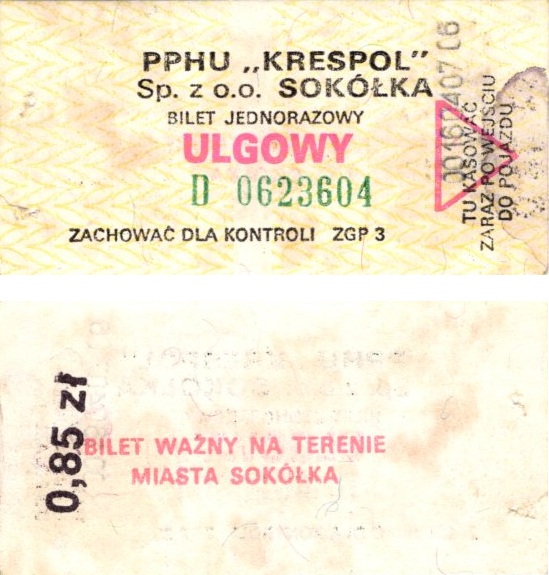 PPHU „KRESPOL”
Sp. z o.o. SOKÓŁKA
BILET JEDNORAZOWY
ULGOWY
D 0623604
ZACHOWAĆ DLA KONTROLI ZGP 3
TU KASOWAĆ
ZARAZ PO WEJŚCIU
DO POJAZDU
0,85 zł
BILET WAŻNY NA TERENIE
MIASTA SOKÓŁKA